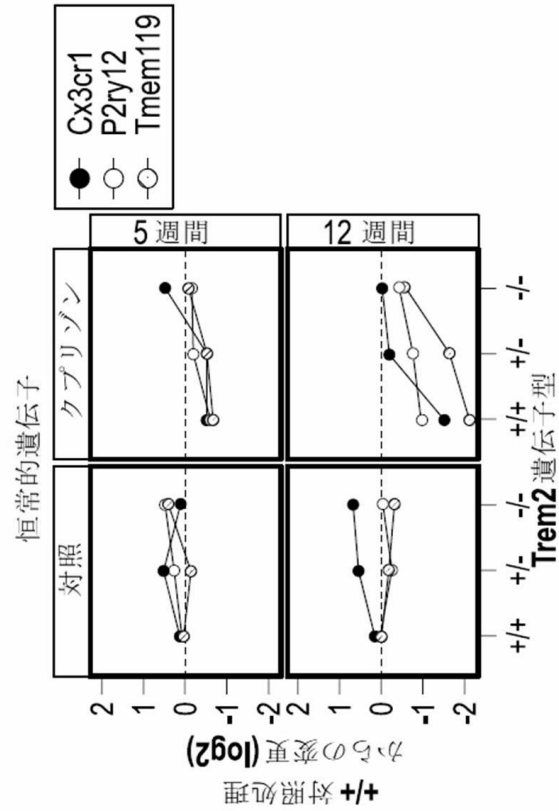 恒常的遺伝子
対照
クプリゾン
5 週間
12 週間
2
1
0
-1
-2
2
1
0
-1
-2
+/+ 対照処理
からの変更 (log2)
+/+
+/-
-/-
+/+
+/-
-/-
Trem2 遺伝子型
Cx3cr1
P2ry12
Tmem119